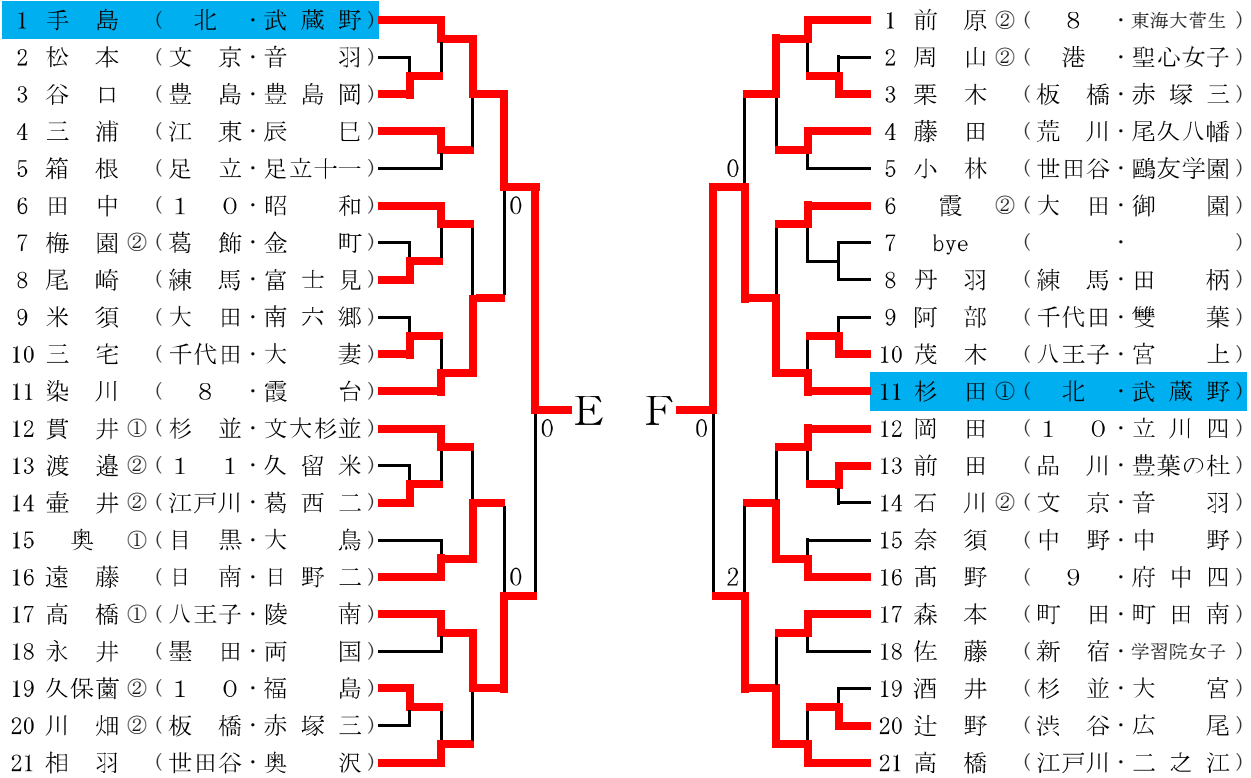 1 手島 (北・武蔵野)
2 松本 (文京・音羽)
3 谷口 (豊島・豊島岡)
4 三浦 (江東・辰巳)
5 箱根 (足立・足立十一)
6 田中 (10・昭和)
7 梅園② (葛飾・金町)
8 尾崎 (練馬・富士見)
9 米須 (大田・南六郷)
10 三宅 (千代田・大妻)
11 染川 (8・霞台)
12 貫井① (杉並・文大杉並)
13 渡邉② (11・久留米)
14 壷井② (江戸川・葛西二)
15 奥① (目黒・大鳥)
16 遠藤 (日南・日野二)
17 高橋① (八王子・陵南)
18 永井 (墨田・両国)
19 久保薗② (10・福島)
20 川畑② (板橋・赤塚三)
21 相羽 (世田谷・奥沢)
0
0
0
E
F
0
0
2
1 前原② (8・東海大菅生)
2 周山② (港・聖心女子)
3 栗木 (板橋・赤塚三)
4 藤田 (荒川・尾久八幡)
5 小林 (世田谷・鷗友学園)
6 霞② (大田・御園)
7 bye (・)
8 丹羽 (練馬・田柄)
9 阿部 (千代田・雙葉)
10 茂木 (八王子・宮上)
11 杉田① (北・武蔵野)
12 岡田 (10・立川四)
13 前田 (品川・豊葉の杜)
14 石川② (文京・音羽)
15 奈須 (中野・中野)
16 髙野 (9・府中四)
17 森本 (町田・町田南)
18 佐藤 (新宿・学習院女子)
19 酒井 (杉並・大宮)
20 辻野 (渋谷・広尾)
21 高橋 (江戸川・二之江)